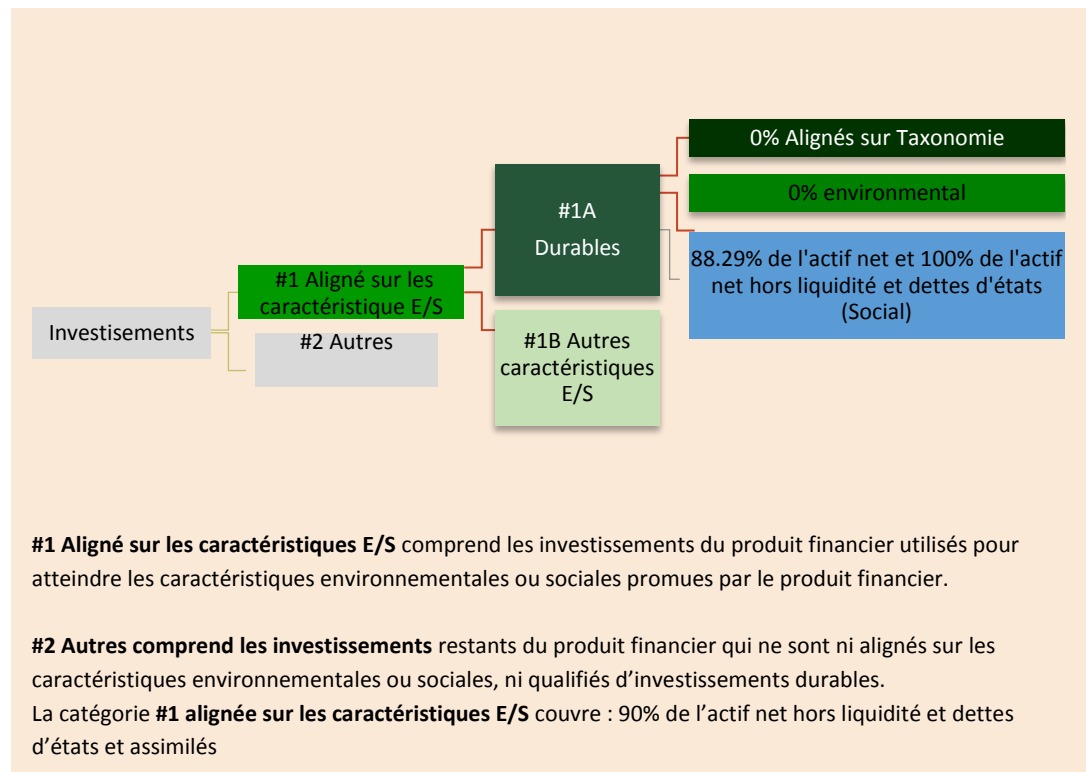 0% Alignés sur Taxonomie
0% environmental
#1A
Durables
88.29% de l'actif net et 100% de l'actif
net hors liquidité et dettes d'états
(Social)
#1 Aligné sur les
caractéristique E/S
Investisements
#2 Autres
#1B Autres
caractéristiques
E/S
#1 Aligné sur les caractéristiques E/S comprend les investissements du produit financier utilisés pour
atteindre les caractéristiques environnementales ou sociales promues par le produit financier.
#2 Autres comprend les investissements restants du produit financier qui ne sont ni alignés sur les
caractéristiques environnementales ou sociales, ni qualifiés d’investissements durables.
La catégorie #1 alignée sur les caractéristiques E/S couvre : 90% de l’actif net hors liquidité et dettes
d’états et assimilés